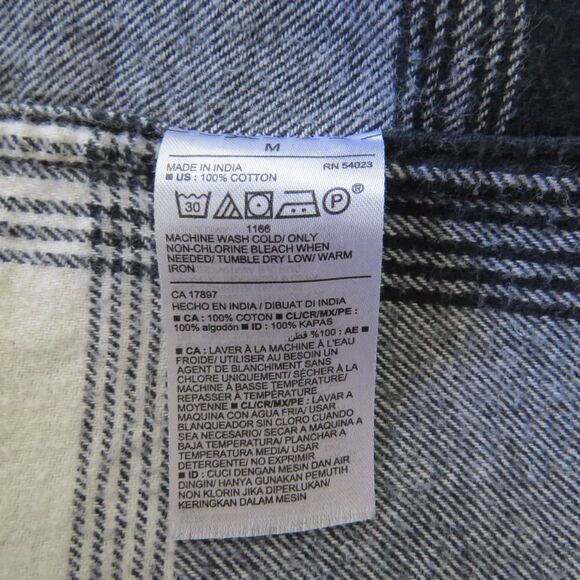 M
MADE IN INDIA RN 54023
■ US : 100% COTTON
30 P ®
1166
MACHINE WASH COLD/ ONLY
NON-CHLORINE BLEACH WHEN
NEEDED/ TUMBLE DRY LOW/ WARM
IRON
CA 17897
HECHO EN INDIA / DIBUAT DI INDIA
■ CA : 100% COTON ■ CL/CR/MX/PE :
100% algodón ■ ID : 100% KAPAS
■ AE : 100% قطن
■ CA : LAVER À LA MACHINE À L'EAU
FROIDE/ UTILISER AU BESOIN UN
AGENT DE BLANCHIMENT SANS
CHLORE UNIQUEMENT/ SÉCHER À LA
MACHINE À BASSE TEMPÉRATURE/
REPASSER À TEMPÉRATURE
MOYENNE ■ CL/CR/MX/PE : LAVAR A
MAQUINA CON AGUA FRIA/ USAR
BLANQUEADOR SIN CLORO CUANDO
SEA NECESARIO/ SECAR A MAQUINA A
BAJA TEMPERATURA/ PLANCHAR A
TEMPERATURA MEDIA/ USAR
DETERGENTE/ NO EXPRIMIR
■ ID : CUCI DENGAN MESIN DAN AIR
DINGIN/ HANYA GUNAKAN PEMUTIH
NON KLORIN JIKA DIPERLUKAN/
KERINGKAN DALAM MESIN